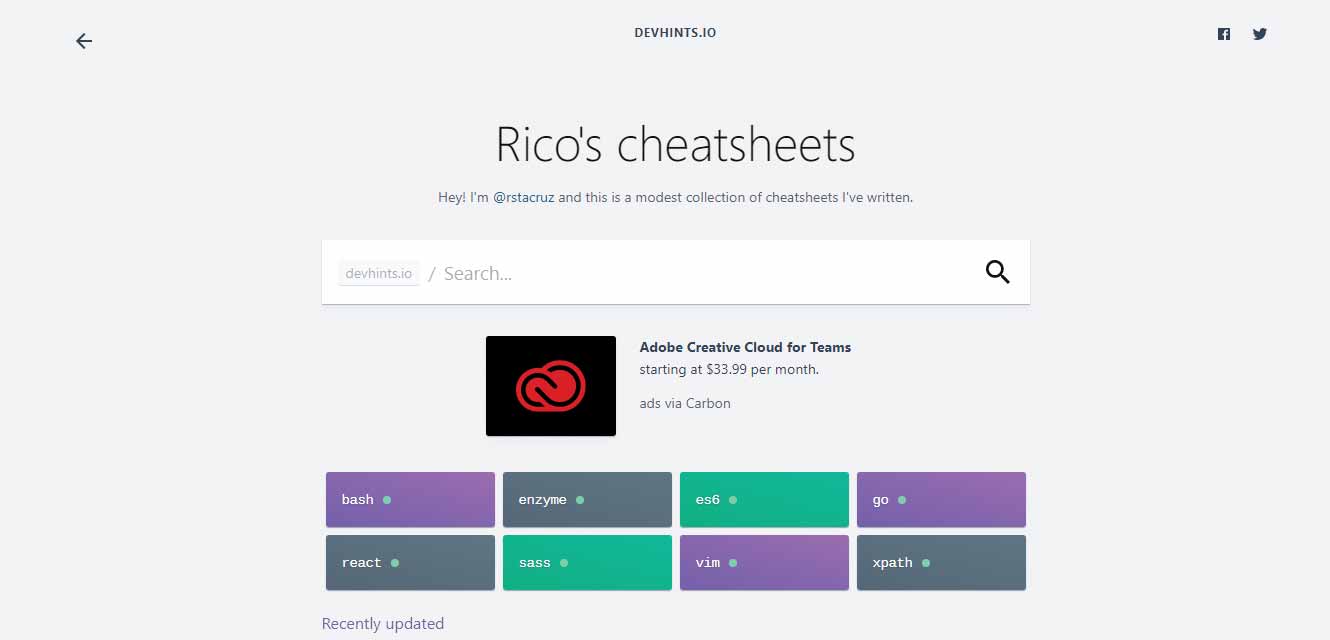 DEVHINTS.IO
Rico's cheatsheets
Hey! I'm @rstacruz and this is a modest collection of cheatsheets I've written.
devhints.io / Search...
Adobe Creative Cloud for Teams
starting at $33.99 per month.
ads via Carbon
bash enzyme es6 go
react sass vim xpath
Recently updated